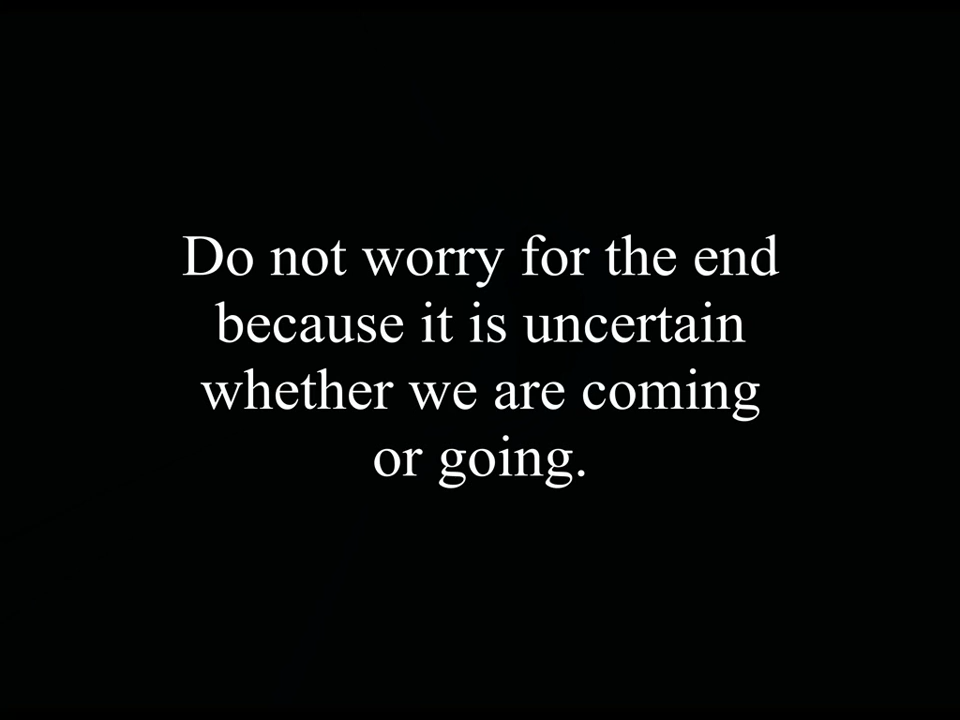 Do not worry for the end
because it is uncertain
whether we are coming
or going.